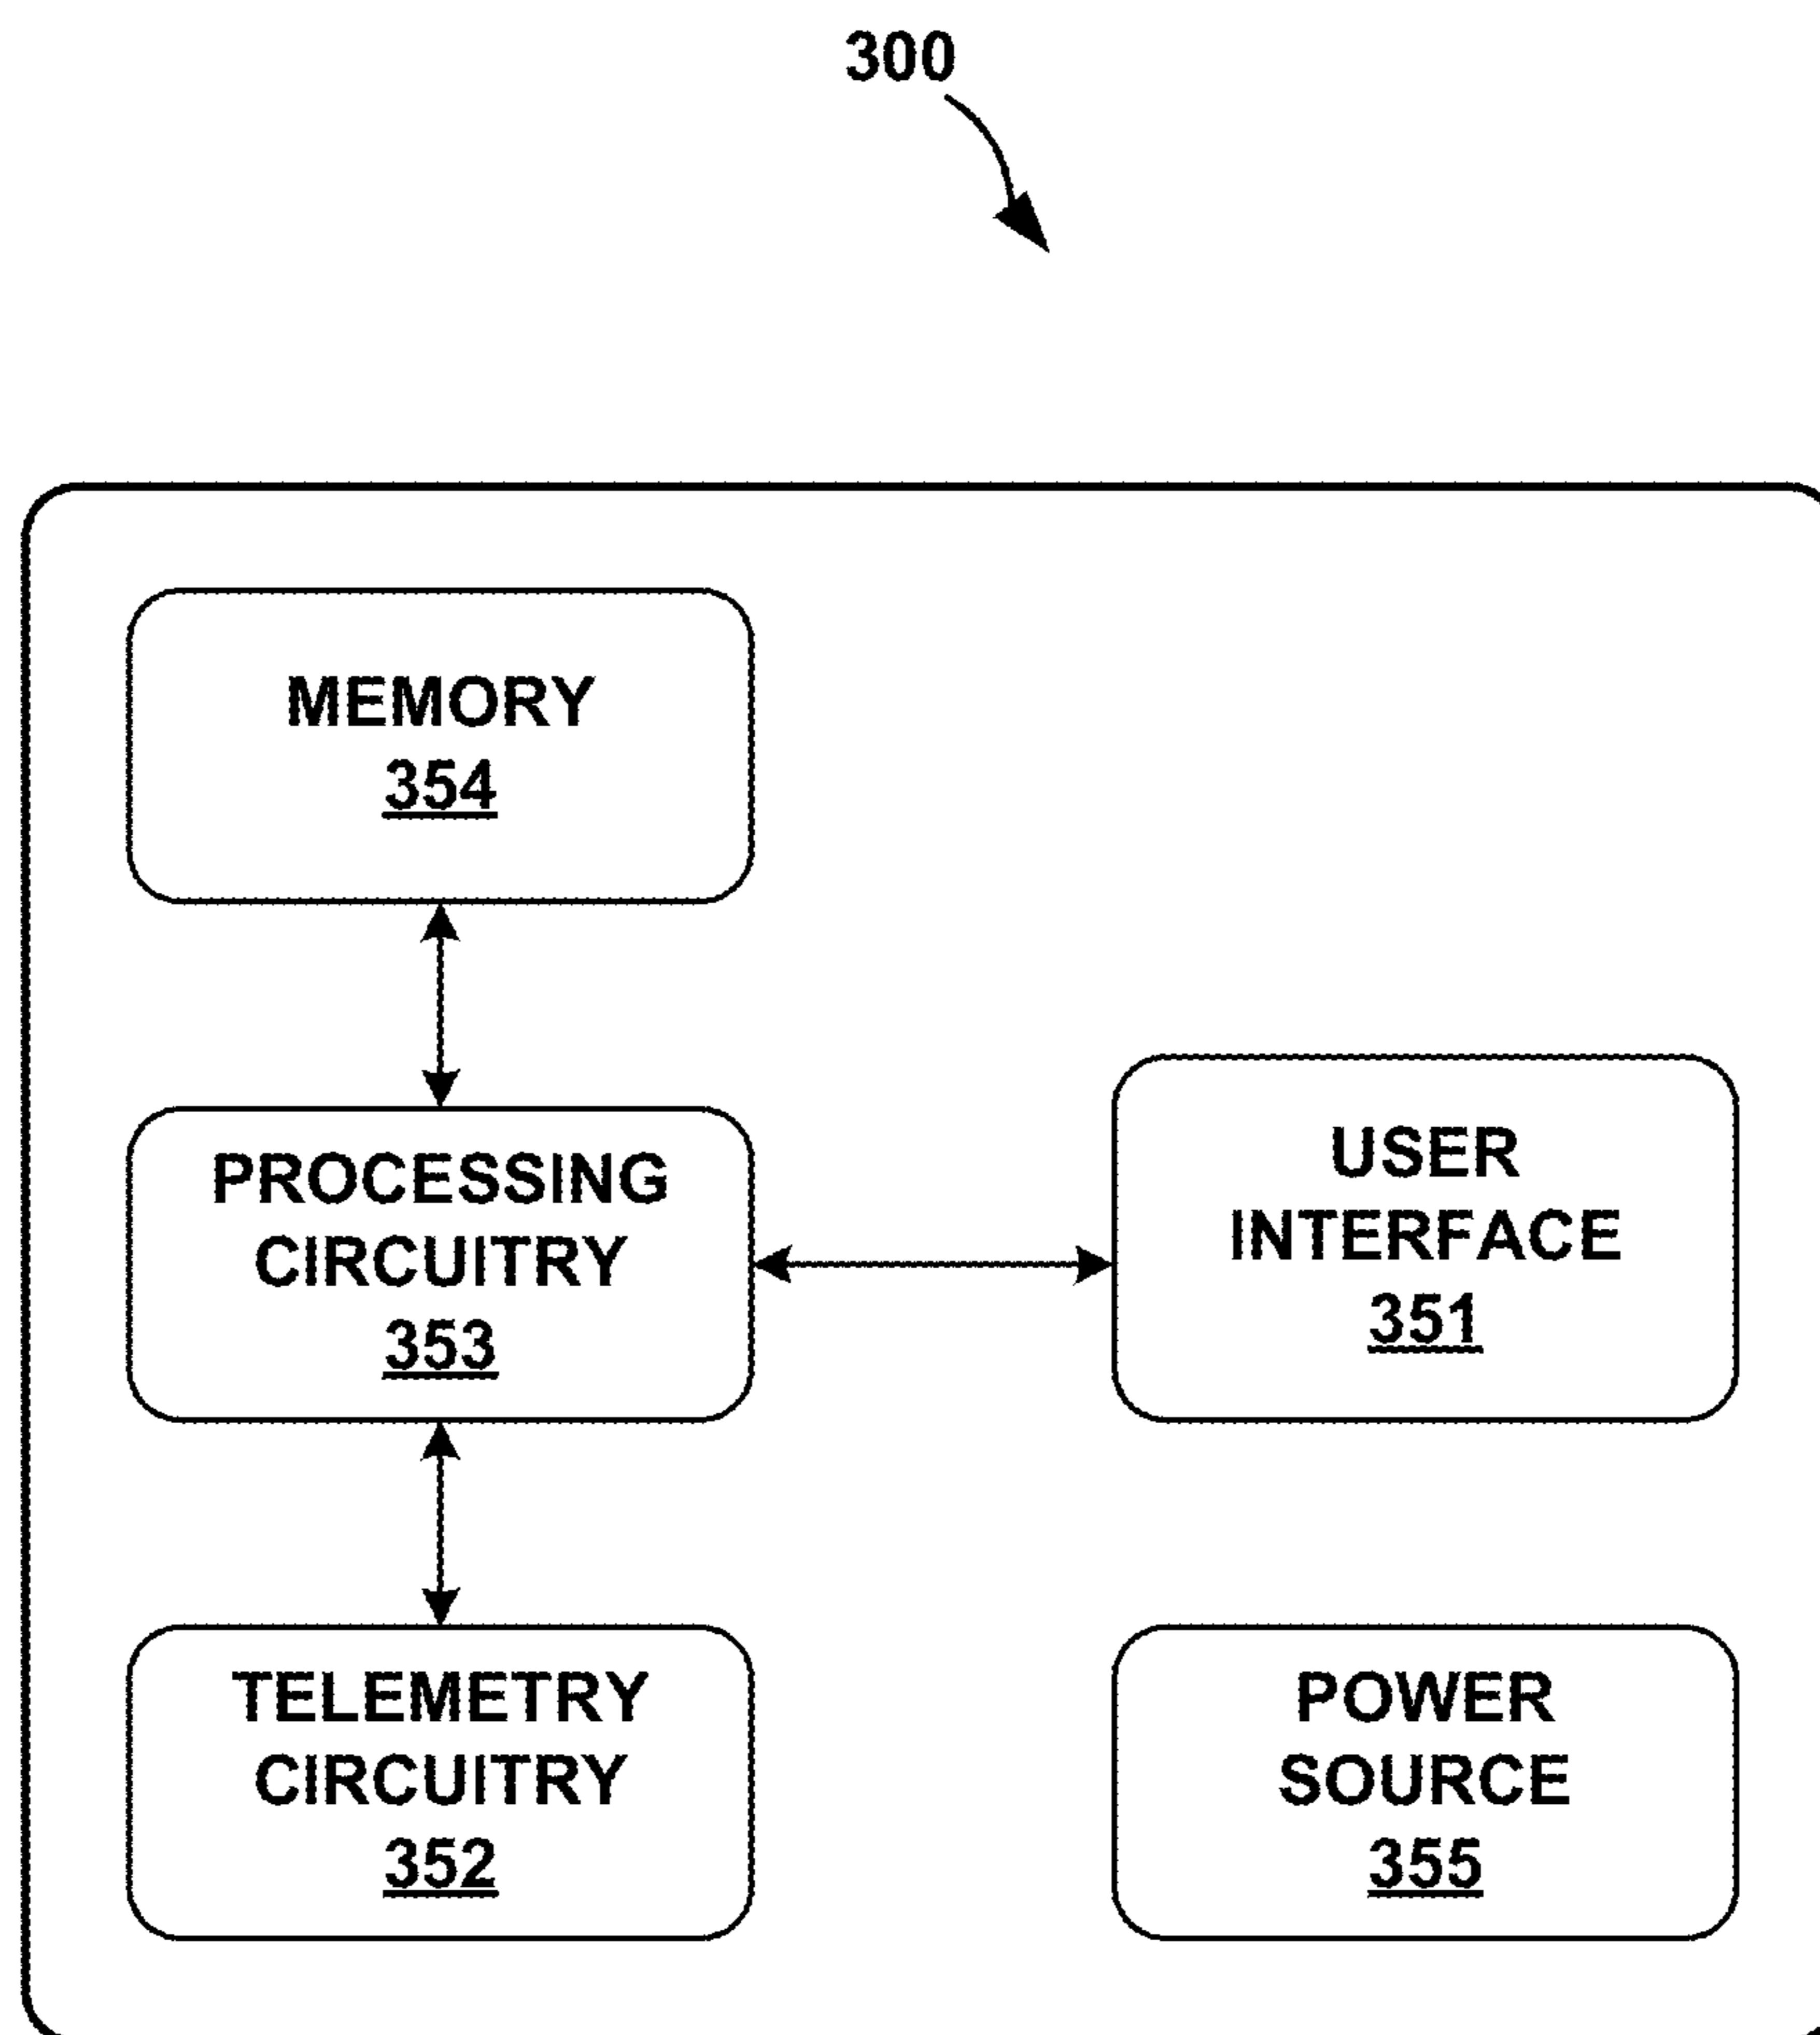 300
MEMORY
354
PROCESSING
CIRCUITRY
353
USER
INTERFACE
351
TELEMETRY
CIRCUITRY
352
POWER
SOURCE
355